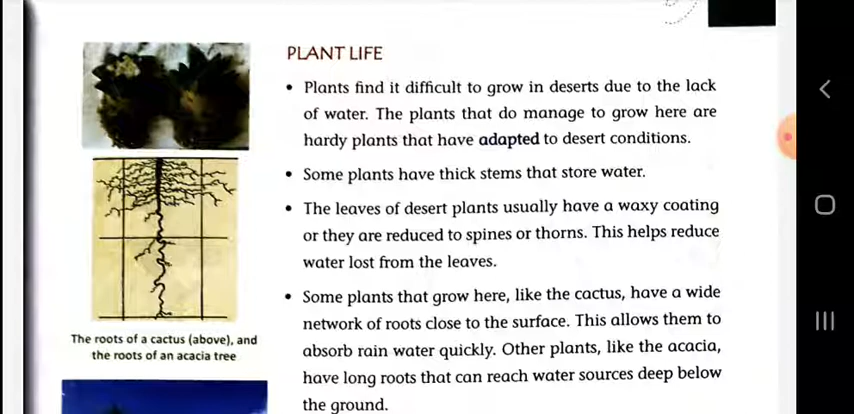 PLANT LIFE
• Plants find it difficult to grow in deserts due to the lack
of water. The plants that do manage to grow here are
hardy plants that have adapted to desert conditions.
• Some plants have thick stems that store water.
• The leaves of desert plants usually have a waxy coating
or they are reduced to spines or thorns. This helps reduce
water lost from the leaves.
• Some plants that grow here, like the cactus, have a wide
network of roots close to the surface. This allows them to
absorb rain water quickly. Other plants, like the acacia,
have long roots that can reach water sources deep below
the ground.
The roots of a cactus (above), and
the roots of an acacia tree